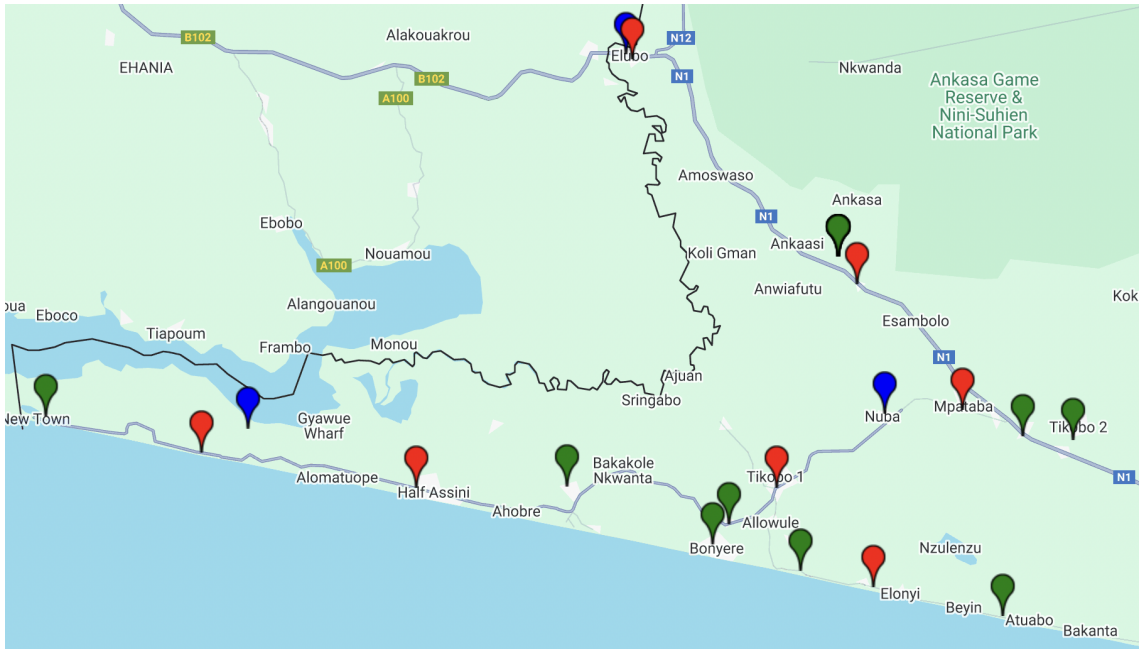 Alakouakrou
B102
N12
Elubo
EHANIA
Nkwanda
N1
B102
Ankasa Game
Reserve &
Nini-Suhien
National Park
A100
Amoswaso
Ankasa
N1
Ebobo
Ankaasi
Nouamou
Koli Gman
A100
Anwiafutu
Kok
oua
Alangouanou
Eboco
Esambolo
Tiapoum
Frambo
Monou
N1
Ajuan
Sringabo
Mpataba
New Town
Gyawue
Wharf
Nuba
Tikobo 2
Bakakole
Nkwanta
Alomatuope
Tikobo 1
N1
Half Assini
Ahobre
Allowule
Bonyere
Nzulenzu
Elonyi
Beyin
Atuabo
Bakanta